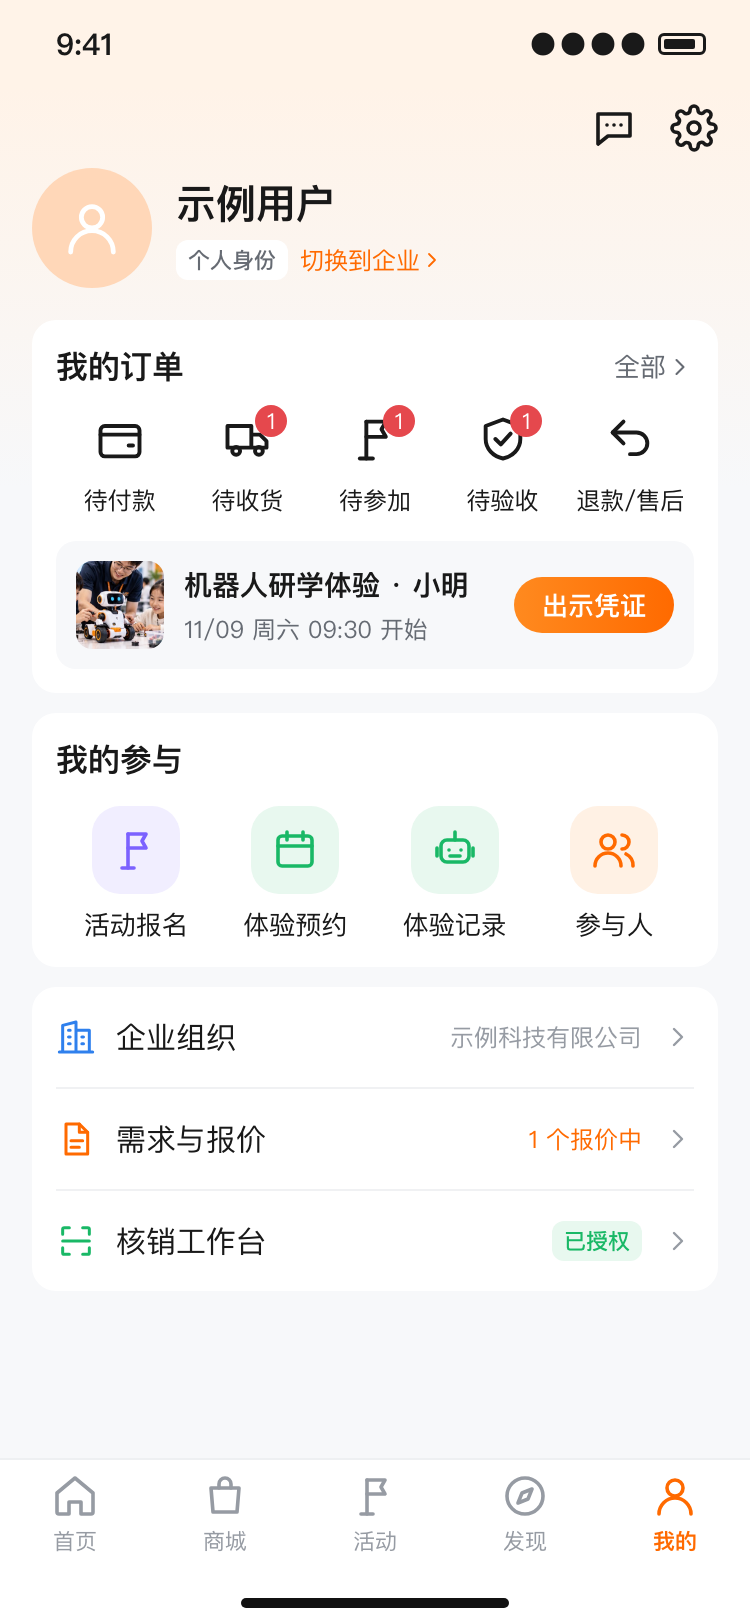 9:41
示例用户
个人身份 切换到企业
我的订单 全部
1 1 1
待付款 待收货 待参加 待验收 退款/售后
机器人研学体验 · 小明
11/09 周六 09:30 开始
出示凭证
我的参与
活动报名 体验预约 体验记录 参与人
企业组织 示例科技有限公司
需求与报价 1 个报价中
核销工作台 已授权
首页 商城 活动 发现 我的